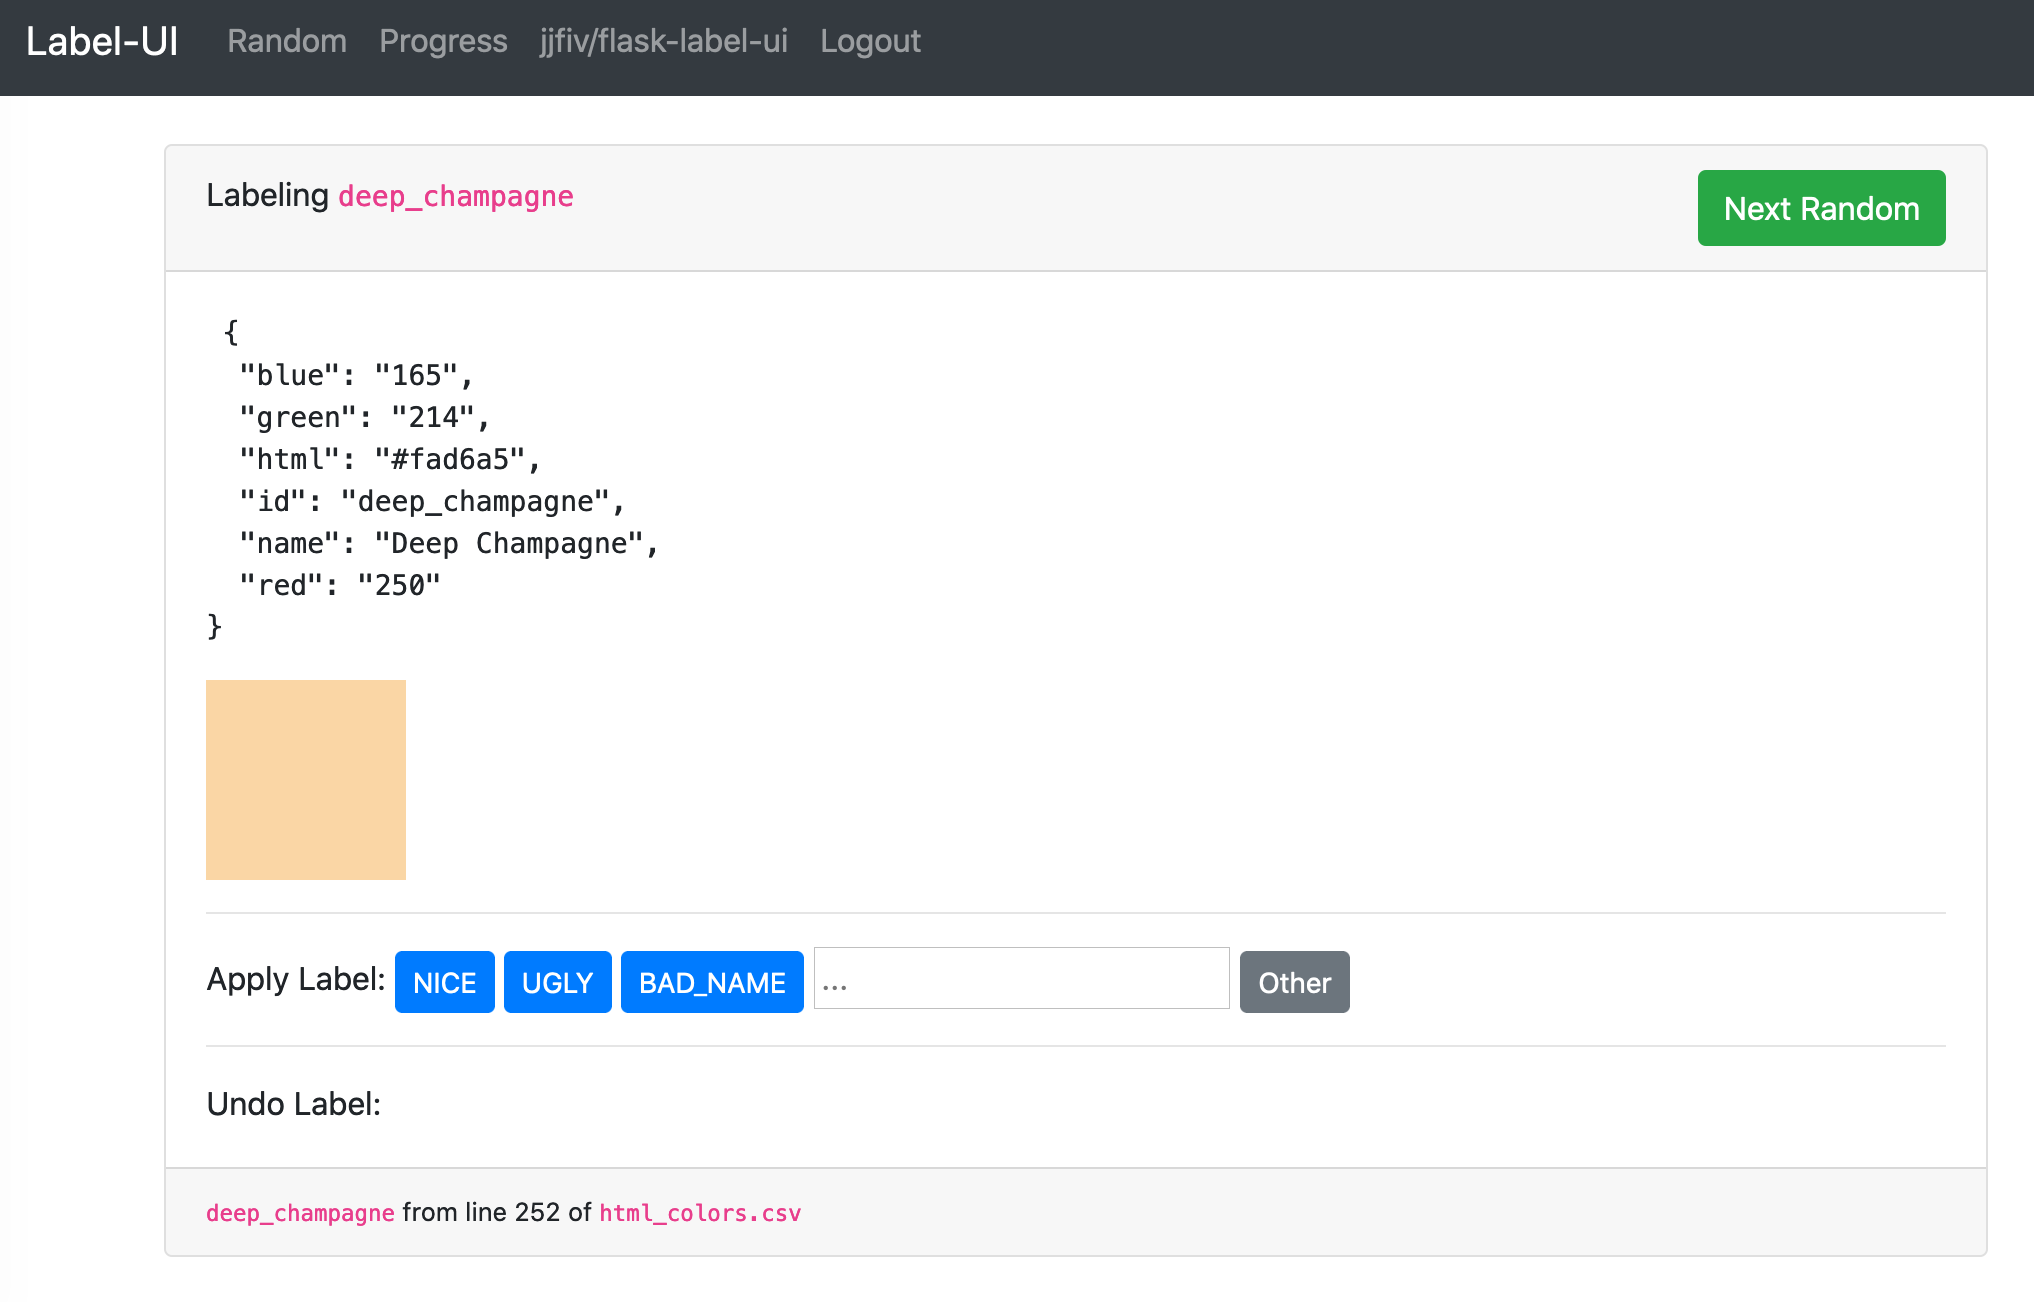 Label-UI Random Progress jjfiv/flask-label-ui Logout
Labeling deep_champagne
Next Random
{
"blue": "165",
"green": "214",
"html": "#fad6a5",
"id": "deep_champagne",
"name": "Deep Champagne",
"red": "250"
}
Apply Label: NICE UGLY BAD_NAME ... Other
Undo Label:
deep_champagne from line 252 of html_colors.csv